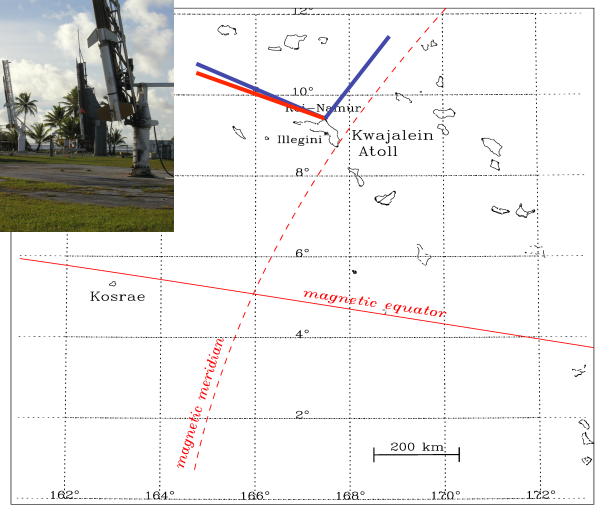 12°
10°
Roi-Namur
Illegini
Kwajalein
Atoll
8°
6°
Kosrae
magnetic equator
4°
magnetic meridian
2°
200 km
162° 164° 166° 168° 170° 172°